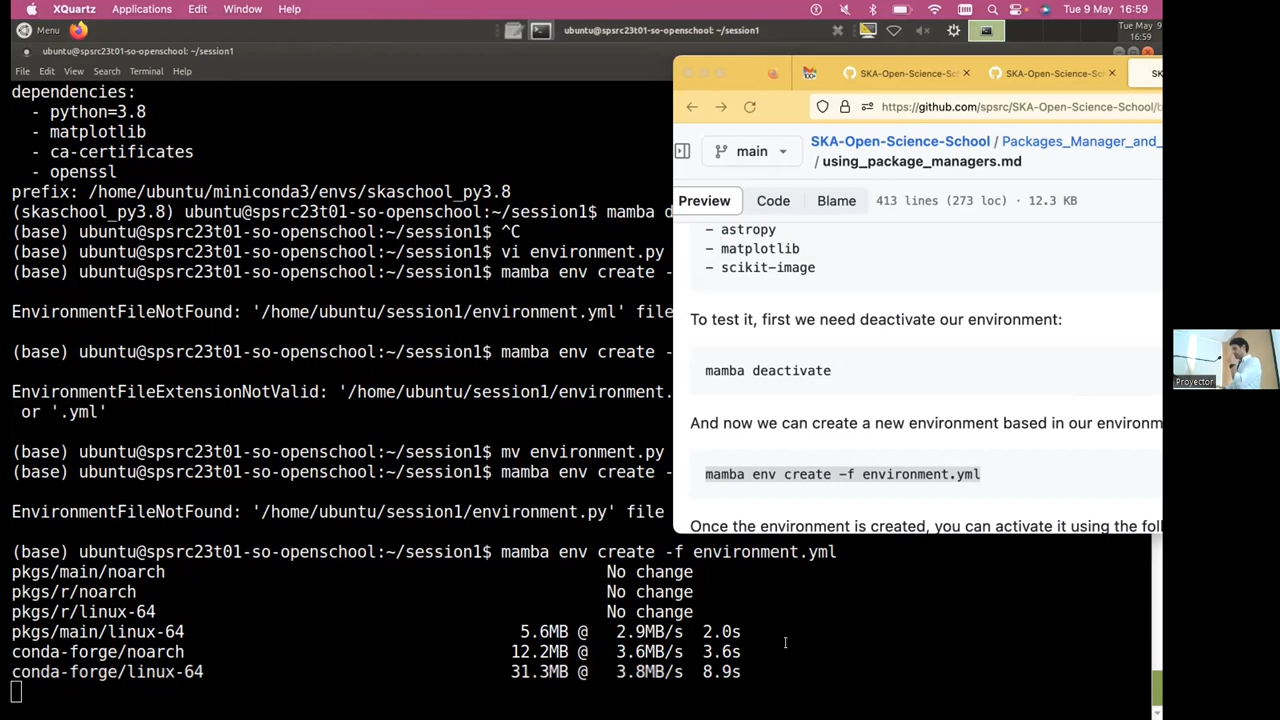 XQuartz Applications Edit Window Help Tue 9 May 16:59
Menu ubuntu@spsrc23t01-so-openschool: ~/session1 Tue May 9
16:59
ubuntu@spsrc23t01-so-openschool: ~/session1
File Edit View Search Terminal Help
dependencies:
- python=3.8
- matplotlib
- ca-certificates
- openssl
prefix: /home/ubuntu/miniconda3/envs/skaschool_py3.8
(skaschool_py3.8) ubuntu@spsrc23t01-so-openschool:~/session1$ mamba d
(base) ubuntu@spsrc23t01-so-openschool:~/session1$ ^C
(base) ubuntu@spsrc23t01-so-openschool:~/session1$ vi environment.py
(base) ubuntu@spsrc23t01-so-openschool:~/session1$ mamba env create -
EnvironmentFileNotFound: '/home/ubuntu/session1/environment.yml' file
(base) ubuntu@spsrc23t01-so-openschool:~/session1$ mamba env create -
EnvironmentFileExtensionNotValid: '/home/ubuntu/session1/environment.
or '.yml'
(base) ubuntu@spsrc23t01-so-openschool:~/session1$ mv environment.py
(base) ubuntu@spsrc23t01-so-openschool:~/session1$ mamba env create -
EnvironmentFileNotFound: '/home/ubuntu/session1/environment.py' file
(base) ubuntu@spsrc23t01-so-openschool:~/session1$ mamba env create -f environment.yml
pkgs/main/noarch No change
pkgs/r/noarch No change
pkgs/r/linux-64 No change
pkgs/main/linux-64 5.6MB @ 2.9MB/s 2.0s
conda-forge/noarch 12.2MB @ 3.6MB/s 3.6s
conda-forge/linux-64 31.3MB @ 3.8MB/s 8.9s
SKA-Open-Science-Sc SKA-Open-Science-Sc SK
https://github.com/spsrc/SKA-Open-Science-School/b
main
SKA-Open-Science-School / Packages_Manager_and_
/ using_package_managers.md
Preview Code Blame 413 lines (273 loc) · 12.3 KB
- astropy
- matplotlib
- scikit-image
To test it, first we need deactivate our environment:
mamba deactivate
And now we can create a new environment based in our environm
mamba env create -f environment.yml
Once the environment is created, you can activate it using the fol
Proyector